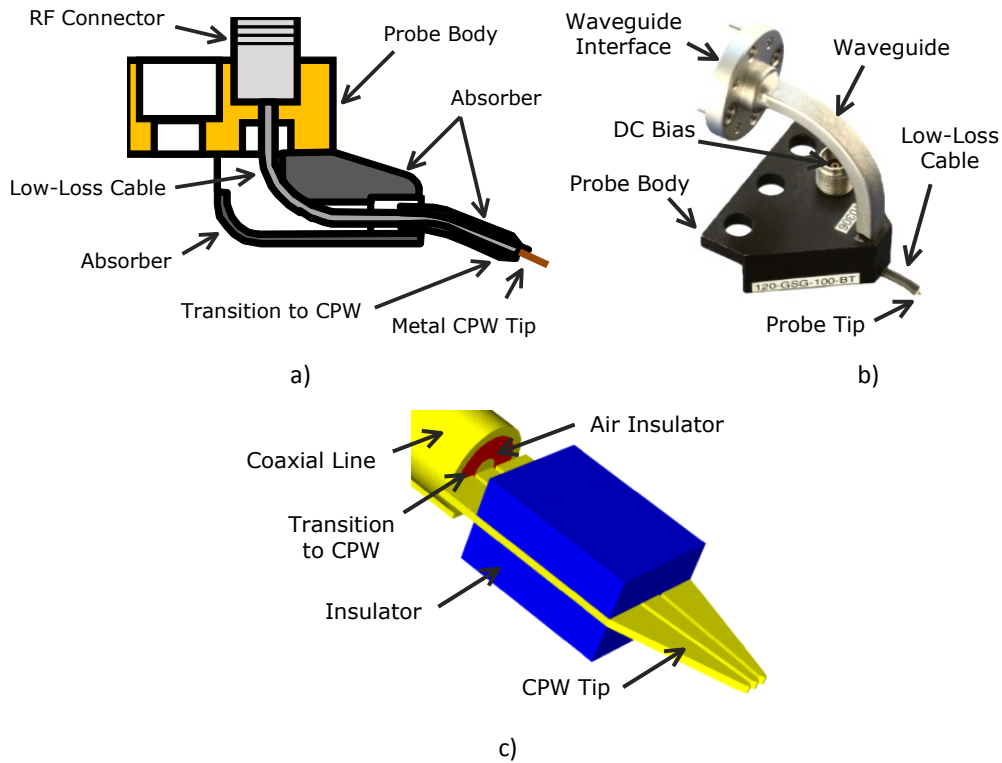 RF Connector
Probe Body
Absorber
Low-Loss Cable
Absorber
Transition to CPW
Metal CPW Tip
a)
Waveguide
Interface
Waveguide
DC Bias
Low-Loss
Cable
Probe Body
9060
120-GSG-100-BT
Probe Tip
b)
Coaxial Line
Air Insulator
Transition
to CPW
Insulator
CPW Tip
c)